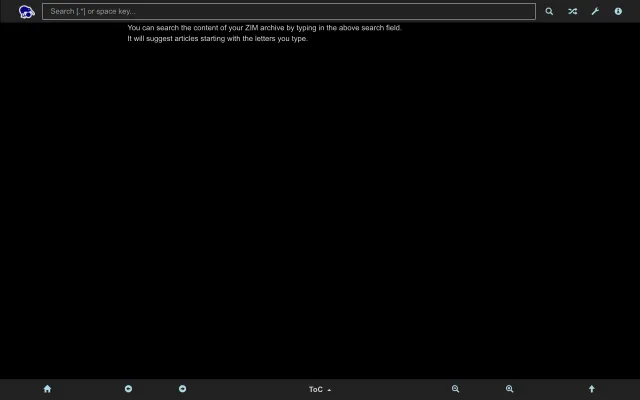 Search [.*] or space key...
You can search the content of your ZIM archive by typing in the above search field.
It will suggest articles starting with the letters you type.
ToC